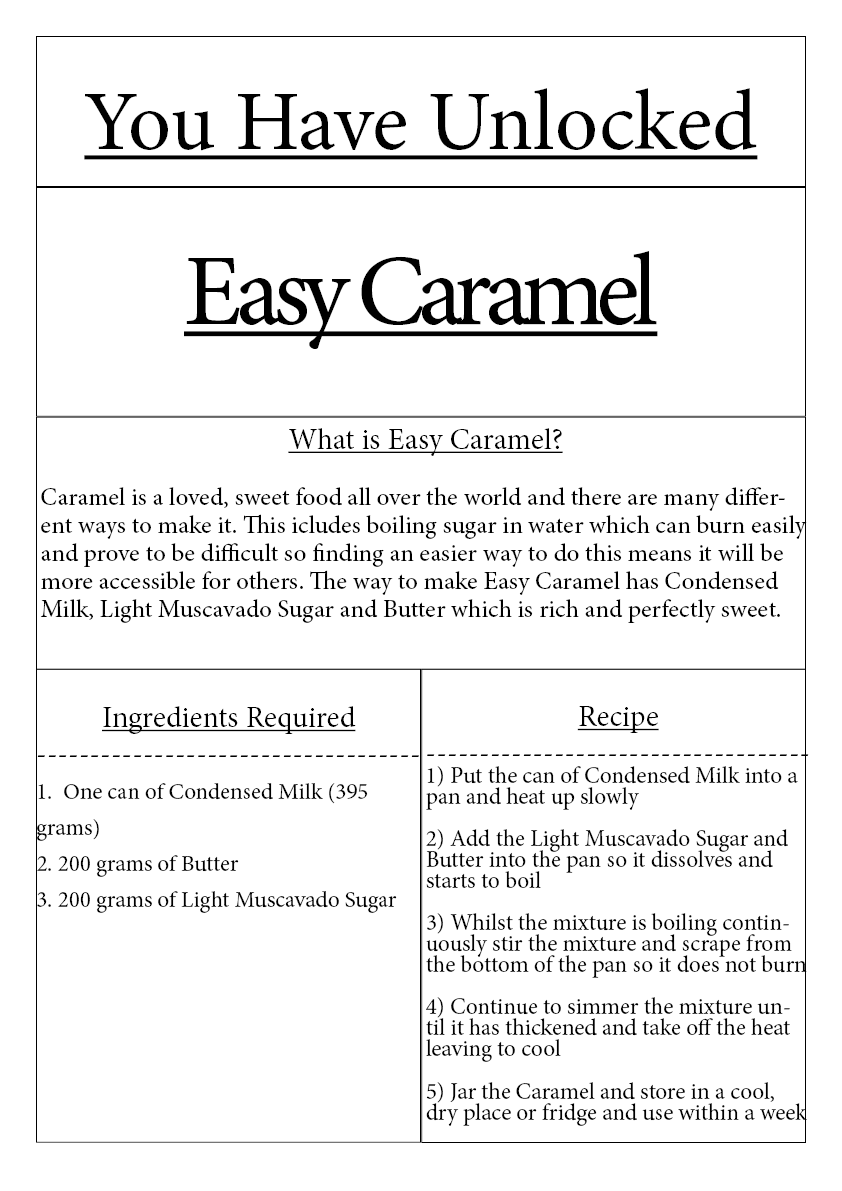 You Have Unlocked
Easy Caramel
What is Easy Caramel?
Caramel is a loved, sweet food all over the world and there are many differ-
ent ways to make it. This icludes boiling sugar in water which can burn easily
and prove to be difficult so finding an easier way to do this means it will be
more accessible for others. The way to make Easy Caramel has Condensed
Milk, Light Muscavado Sugar and Butter which is rich and perfectly sweet.
Ingredients Required
1.  One can of Condensed Milk (395
grams)
2. 200 grams of Butter
3. 200 grams of Light Muscavado Sugar
Recipe
1) Put the can of Condensed Milk into a
pan and heat up slowly
2) Add the Light Muscavado Sugar and
Butter into the pan so it dissolves and
starts to boil
3) Whilst the mixture is boiling contin-
uously stir the mixture and scrape from
the bottom of the pan so it does not burn
4) Continue to simmer the mixture un-
til it has thickened and take off the heat
leaving to cool
5) Jar the Caramel and store in a cool,
dry place or fridge and use within a week